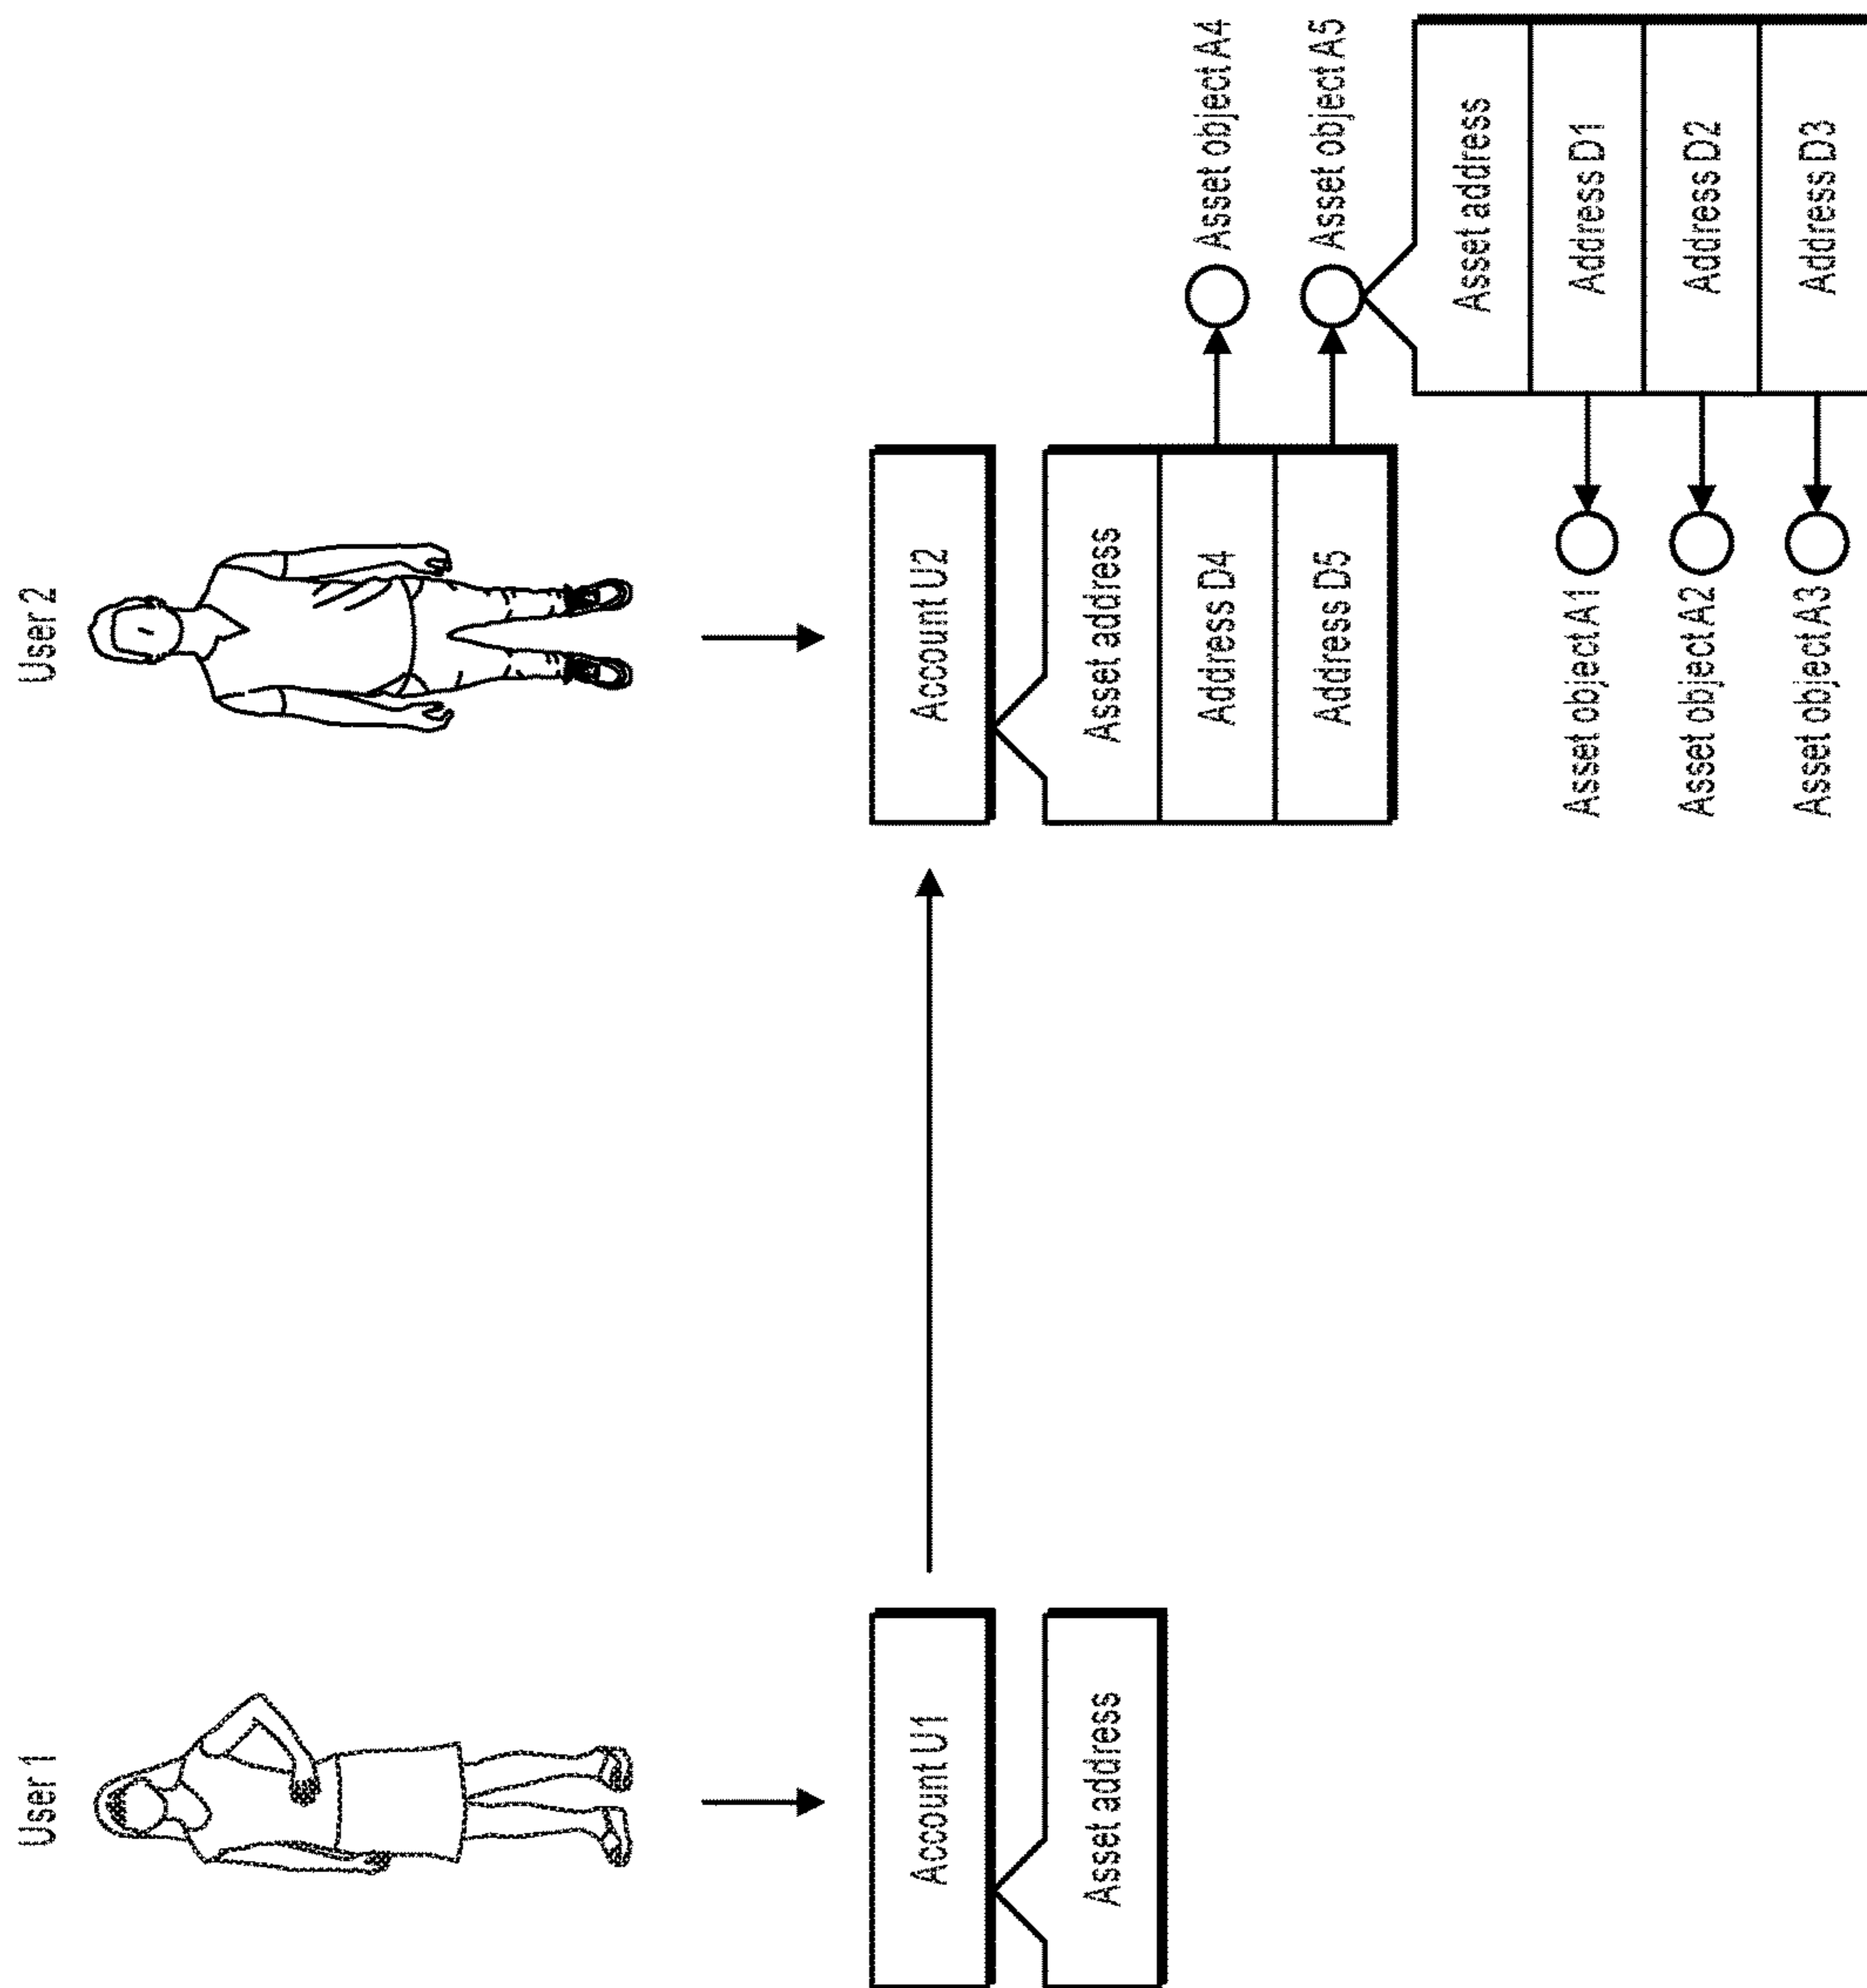 User 1
User 2
Account U1
Account U2
Asset address
Asset address
Address D4
Asset object A4
Address D5
Asset object A5
Asset address
Asset object A1
Address D1
Asset object A2
Address D2
Asset object A3
Address D3